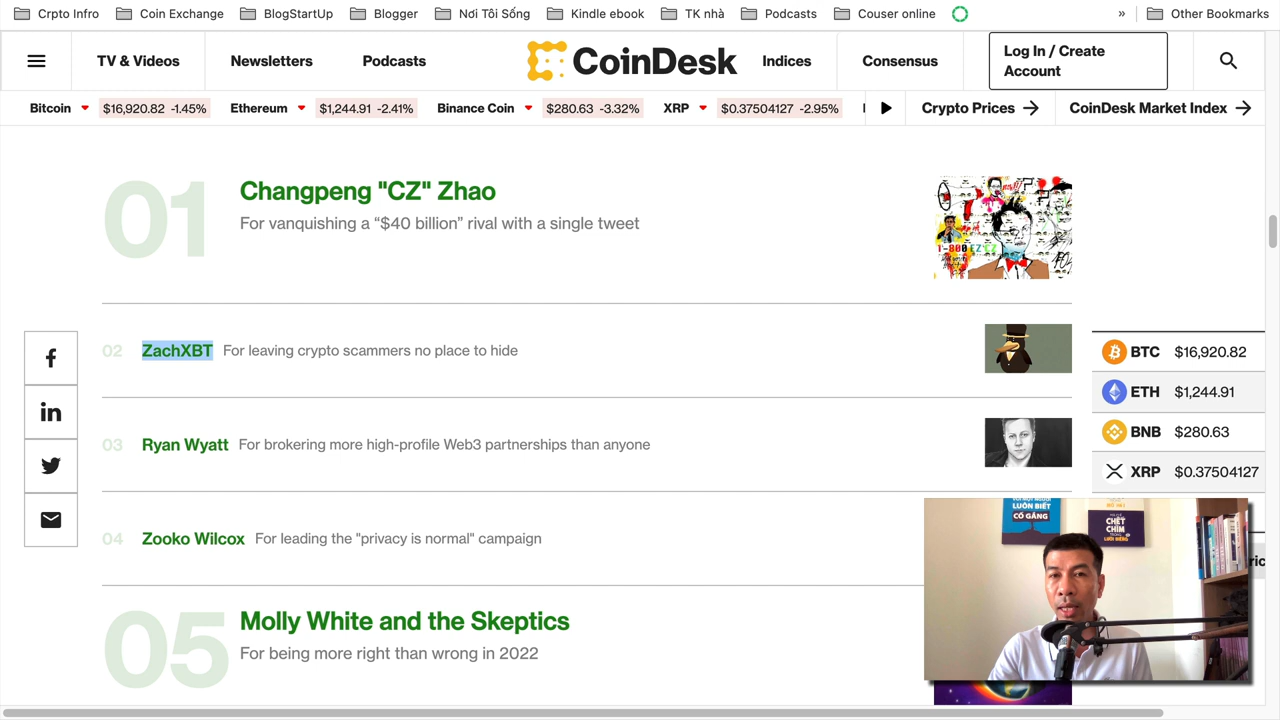 Crpto Infro
Coin Exchange
BlogStartUp
Blogger
Nơi Tôi Sống
Kindle ebook
TK nhà
Podcasts
Couser online
»
Other Bookmarks
TV & Videos
Newsletters
Podcasts
CoinDesk
Indices
Consensus
Log In / Create
Account
Bitcoin $16,920.82 -1.45%
Ethereum $1,244.91 -2.41%
Binance Coin $280.63 -3.32%
XRP $0.37504127 -2.95%
Crypto Prices
CoinDesk Market Index
01
Changpeng "CZ" Zhao
For vanquishing a “$40 billion” rival with a single tweet
1-800
02 ZachXBT For leaving crypto scammers no place to hide
03 Ryan Wyatt For brokering more high-profile Web3 partnerships than anyone
04 Zooko Wilcox For leading the "privacy is normal" campaign
05
Molly White and the Skeptics
For being more right than wrong in 2022
BTC $16,920.82
ETH $1,244.91
BNB $280.63
XRP $0.37504127
LUÔN BIẾT
CỐ GẮNG
CHẾT
CHÌM
TRONG
LƯỜI BIẾNG